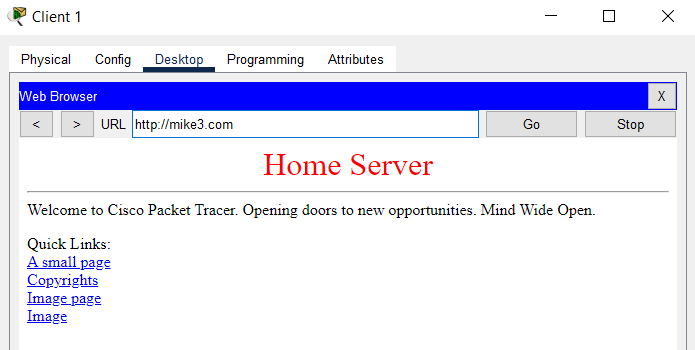 Client 1
Physical Config Desktop Programming Attributes
Web Browser X
< > URL http://mike3.com Go Stop
Home Server
Welcome to Cisco Packet Tracer. Opening doors to new opportunities. Mind Wide Open.
Quick Links:
A small page
Copyrights
Image page
Image